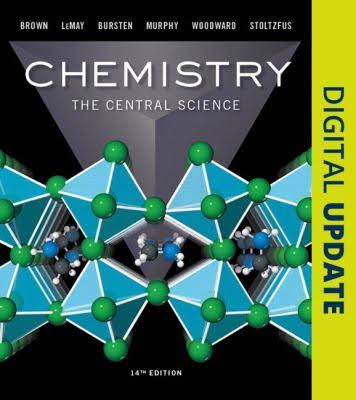 BROWN LeMAY BURSTEN MURPHY WOODWARD STOLTZFUS
CHEMISTRY
THE CENTRAL SCIENCE
14TH EDITION
DIGITAL UPDATE